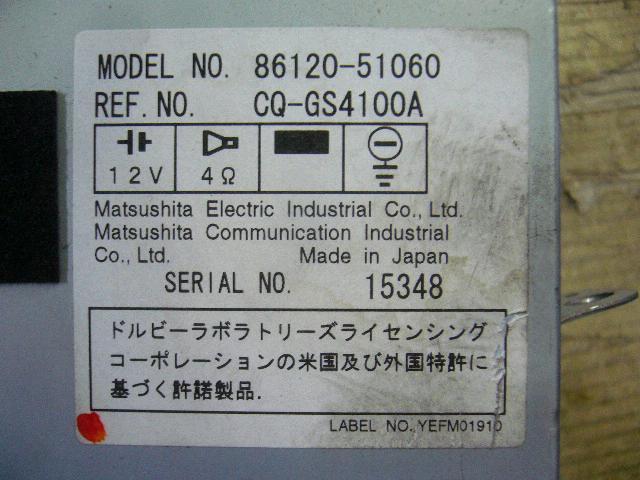 MODEL NO. 86120-51060
REF. NO. CQ-GS4100A
12V 4Ω
Matsushita Electric Industrial Co., Ltd.
Matsushita Communication Industrial
Co., Ltd. Made in Japan
SERIAL NO. 15348
ドルビーラボラトリーズライセンシング
コーポレーションの米国及び外国特許に
基づく許諾製品.
LABEL NO. YEFM01910